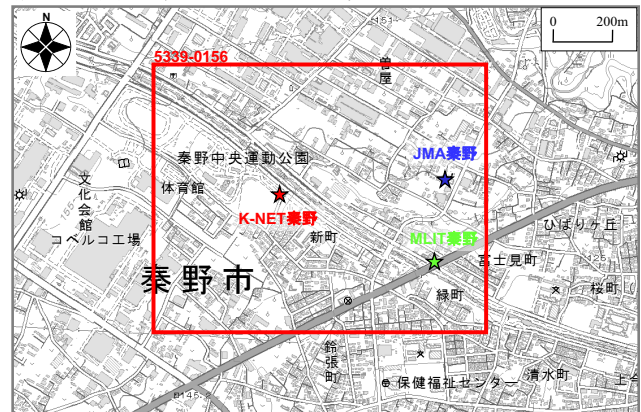 N
0 200m
5339-0156
曽屋
秦野中央運動公園
JMA秦野
文化会館
体育館
K-NET秦野
コベルコ工場
新町
MLIT秦野
ひばりヶ丘
富士見町
秦野市
緑町
桜町
鈴張町
保健福祉センター
清水町